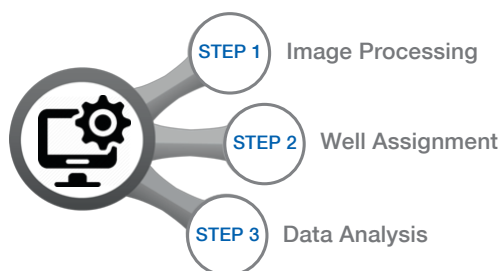 STEP 1 Image Processing
STEP 2 Well Assignment
STEP 3 Data Analysis